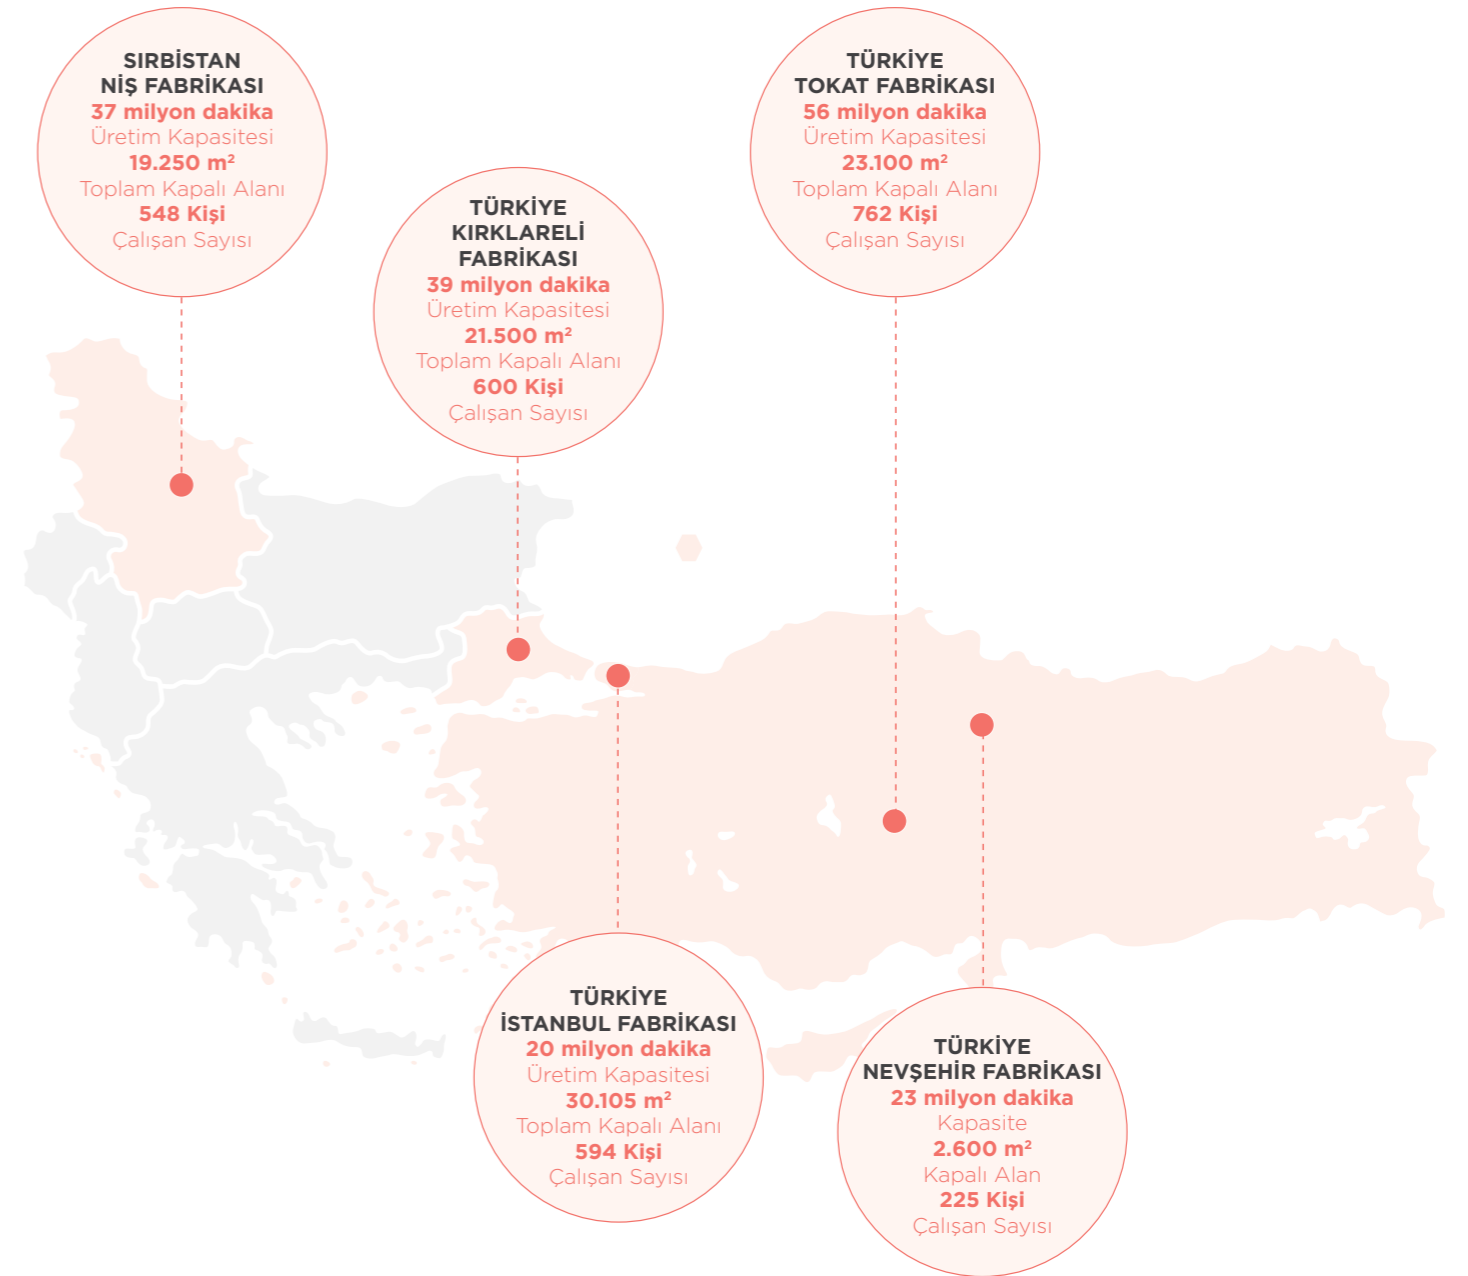 SIRBİSTAN
NİŞ FABRİKASI
37 milyon dakika
Üretim Kapasitesi
19.250 m²
Toplam Kapalı Alanı
548 Kişi
Çalışan Sayısı
TÜRKİYE
KIRKLARELİ
FABRİKASI
39 milyon dakika
Üretim Kapasitesi
21.500 m²
Toplam Kapalı Alanı
600 Kişi
Çalışan Sayısı
TÜRKİYE
TOKAT FABRİKASI
56 milyon dakika
Üretim Kapasitesi
23.100 m²
Toplam Kapalı Alanı
762 Kişi
Çalışan Sayısı
TÜRKİYE
İSTANBUL FABRİKASI
20 milyon dakika
Üretim Kapasitesi
30.105 m²
Toplam Kapalı Alanı
594 Kişi
Çalışan Sayısı
TÜRKİYE
NEVŞEHİR FABRİKASI
23 milyon dakika
Kapasite
2.600 m²
Kapalı Alan
225 Kişi
Çalışan Sayısı